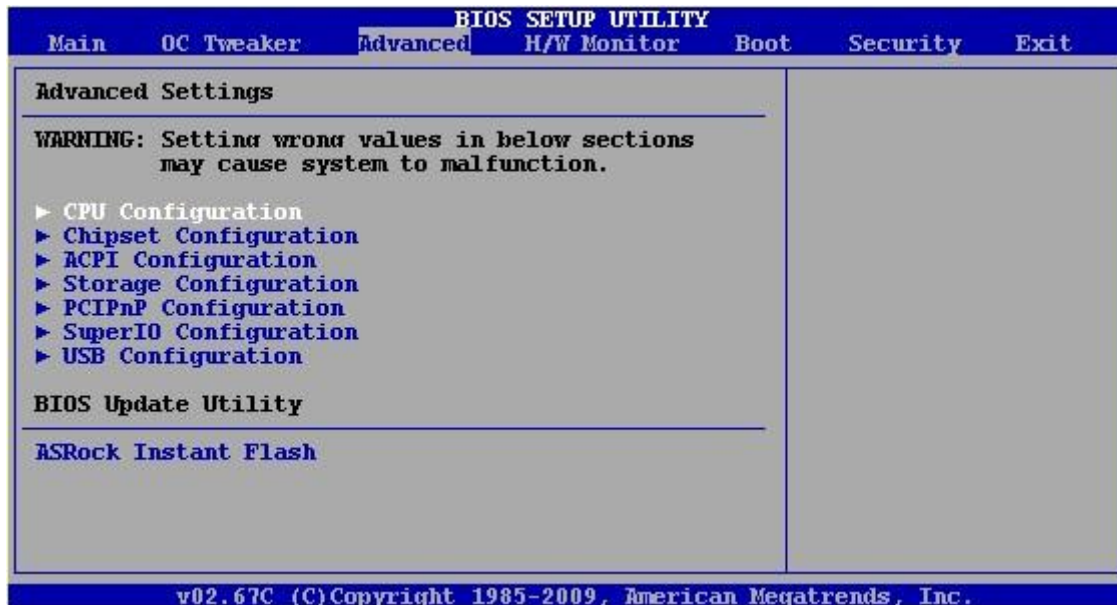 BIOS SETUP UTILITY
Main OC Tweaker Advanced H/W Monitor Boot Security Exit
Advanced Settings
WARNING: Setting wrong values in below sections
may cause system to malfunction.
► CPU Configuration
► Chipset Configuration
► ACPI Configuration
► Storage Configuration
► PCIPnP Configuration
► SuperIO Configuration
► USB Configuration
BIOS Update Utility
ASRock Instant Flash
v02.67C (C)Copyright 1985-2009, American Megatrends, Inc.